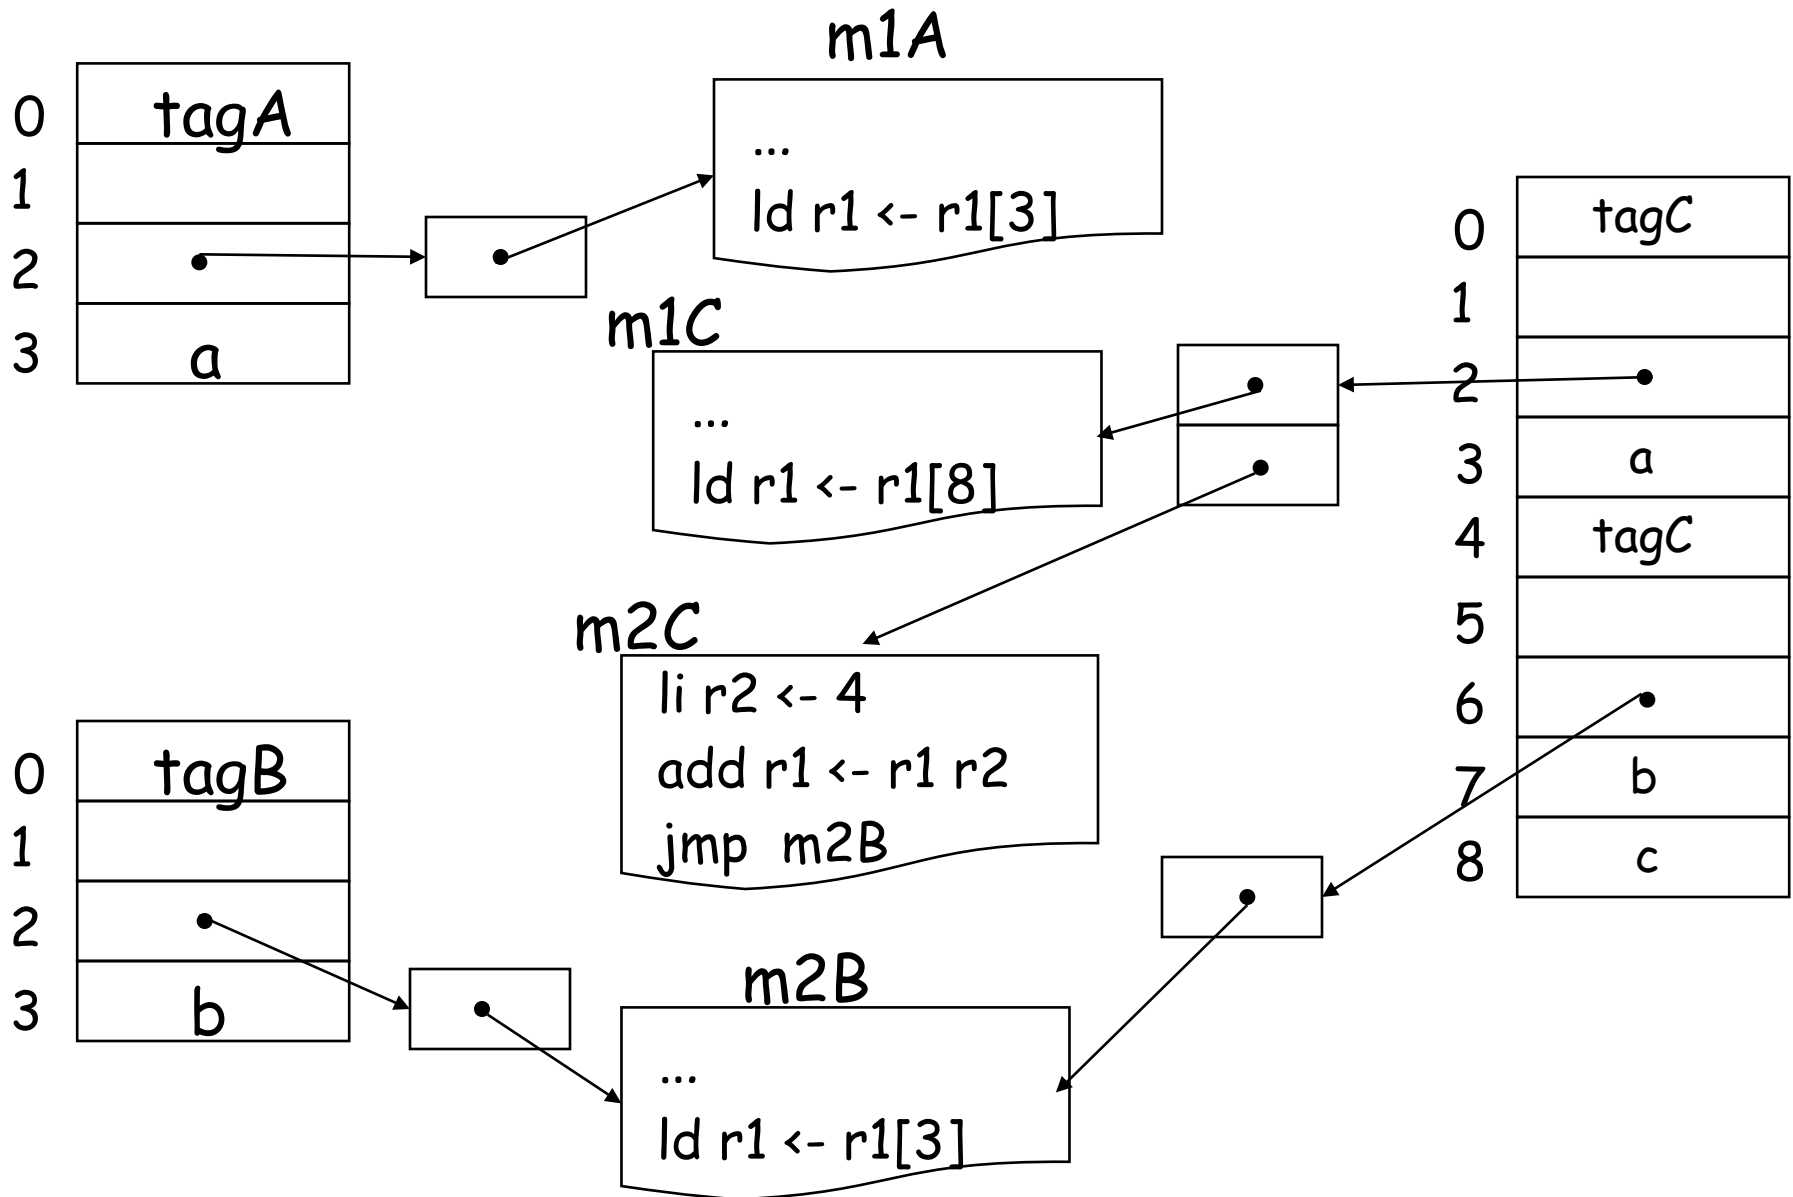 m1A
0 tagA
1
2
3 a
...
ld r1 <- r1[3]
m1C
...
ld r1 <- r1[8]
0 tagC
1
2
3 a
4 tagC
5
6
7 b
8 c
m2C
li r2 <- 4
add r1 <- r1 r2
jmp m2B
0 tagB
1
2
3 b
m2B
...
ld r1 <- r1[3]